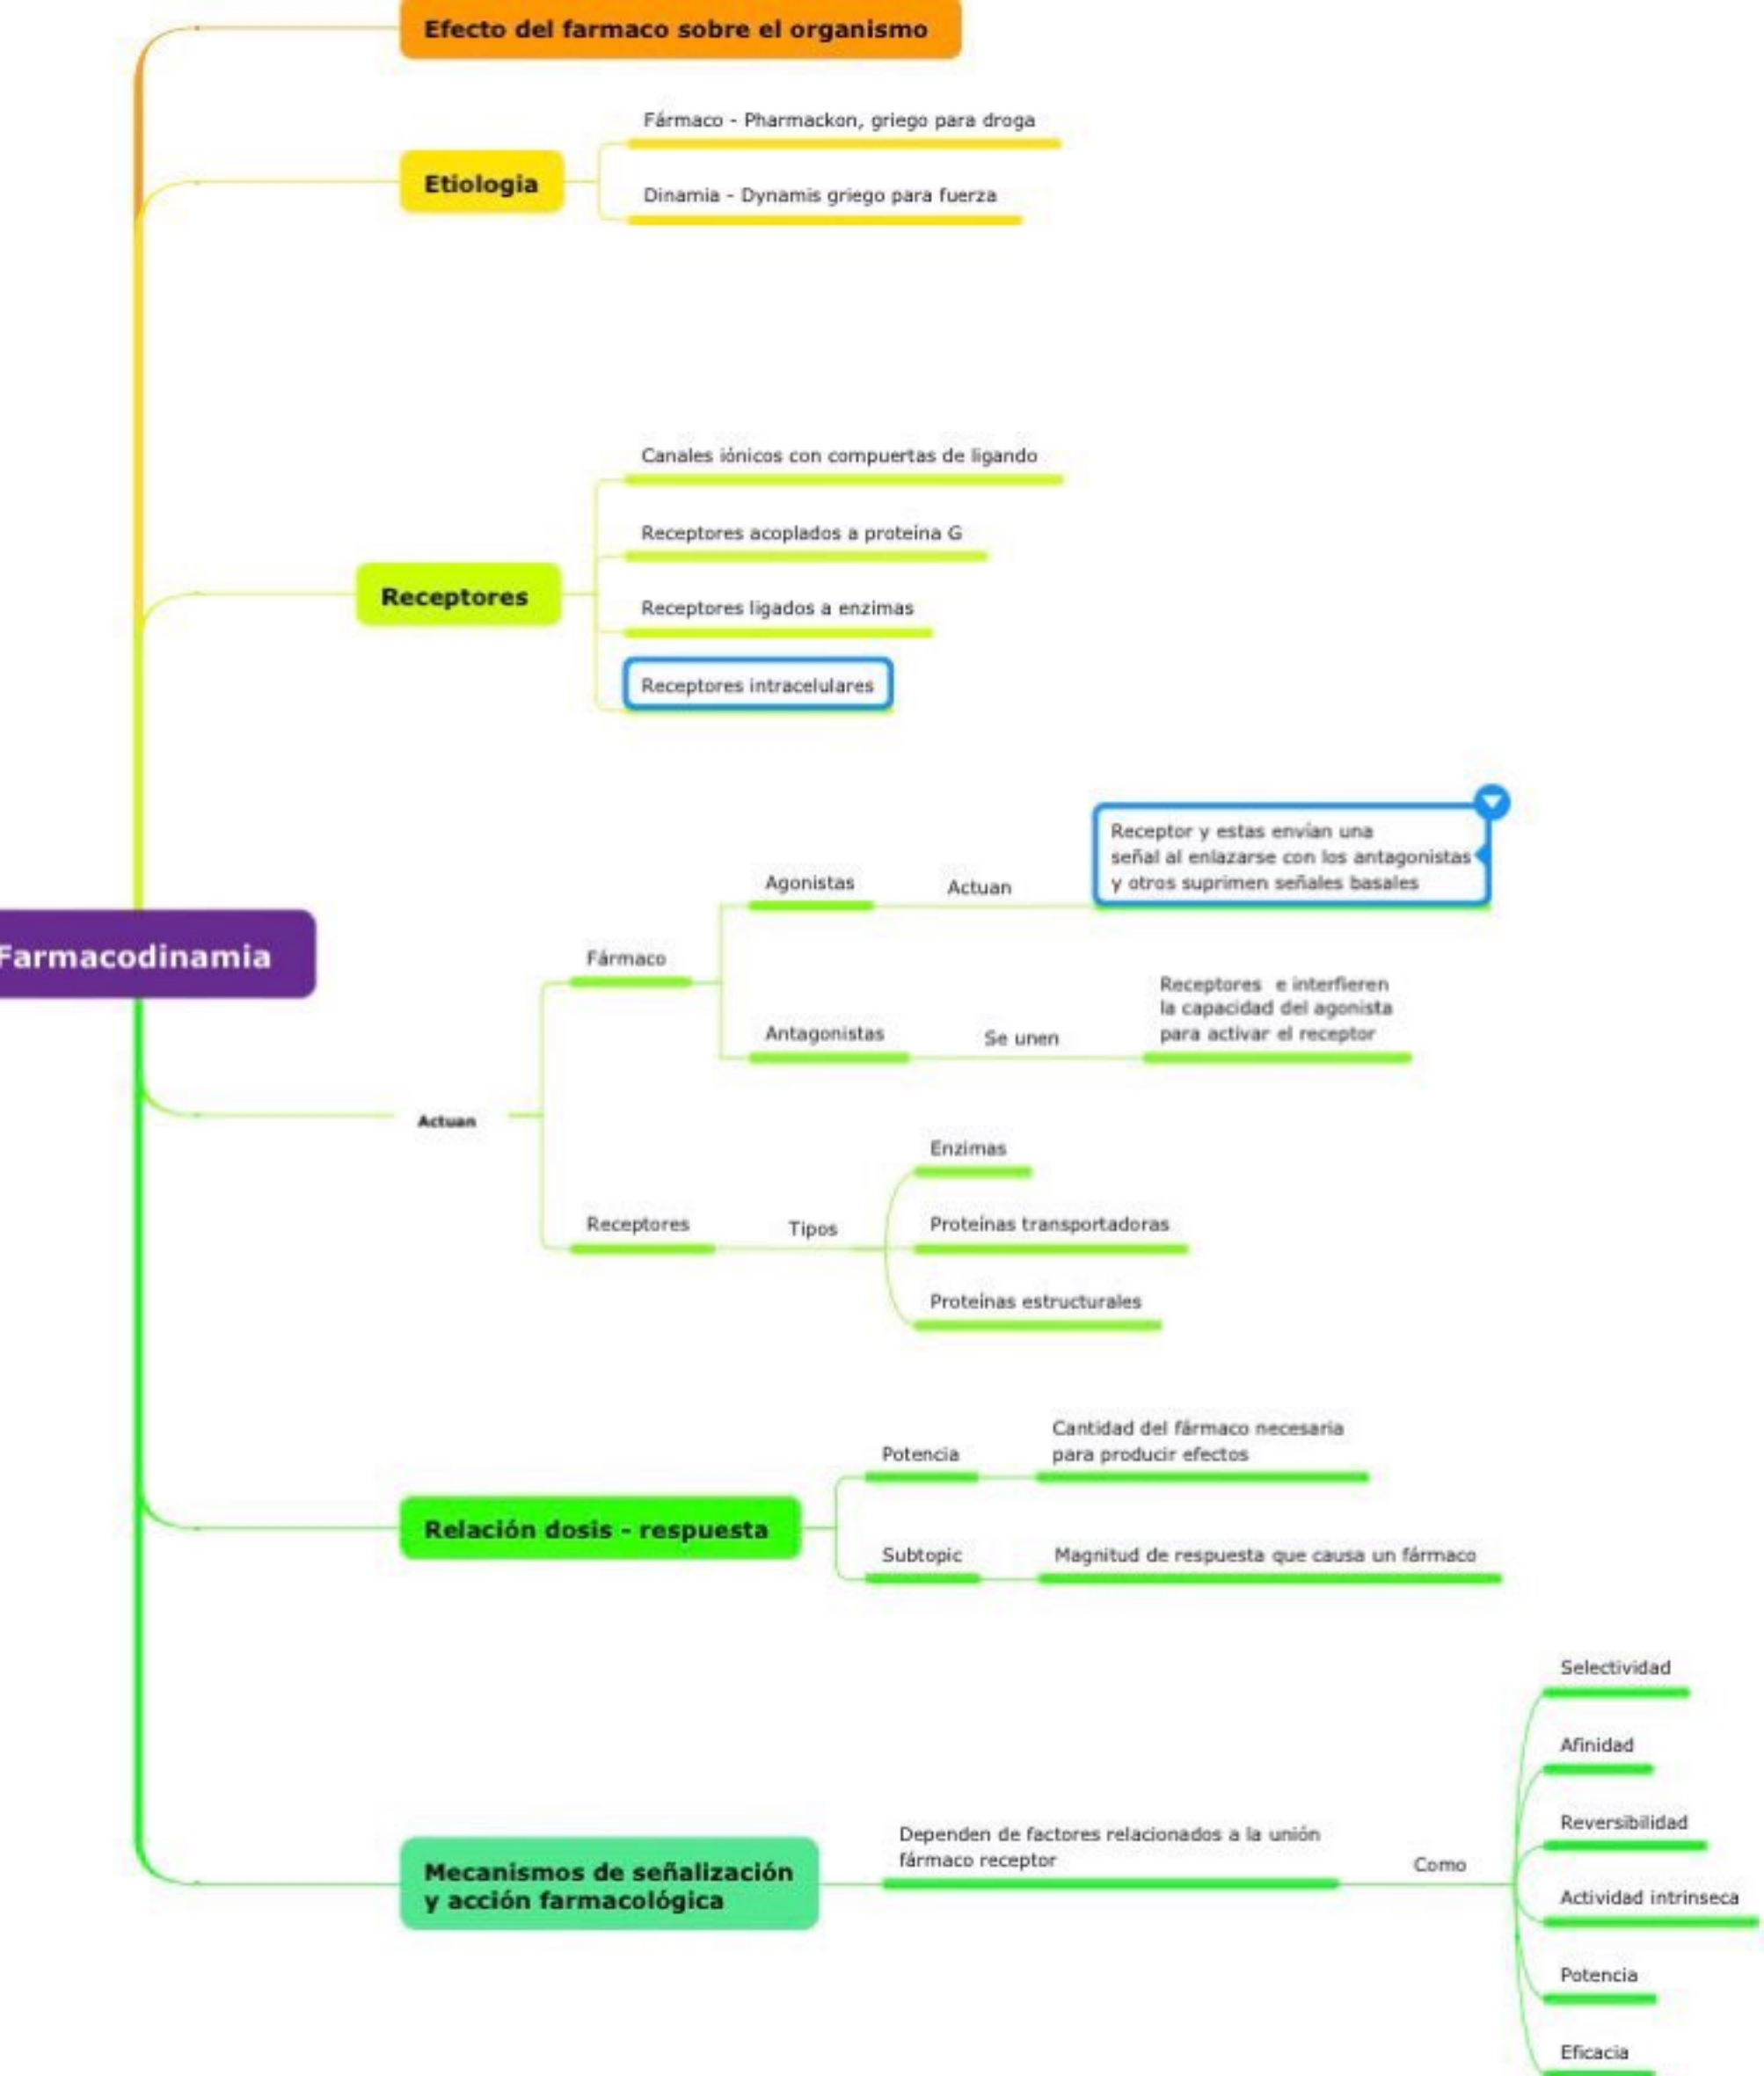 Efecto del farmaco sobre el organismo
Fármaco - Pharmackon, griego para droga
Etiologia
Dinamia - Dynamis griego para fuerza
Canales iónicos con compuertas de ligando
Receptores acoplados a proteína G
Receptores
Receptores ligados a enzimas
Receptores intracelulares
Farmacodinamia
Actuan
Fármaco
Agonistas
Actuan
Receptor y estas envían una
señal al enlazarse con los antagonistas
y otros suprimen señales basales
Antagonistas
Se unen
Receptores e interfieren
la capacidad del agonista
para activar el receptor
Receptores
Tipos
Enzimas
Proteínas transportadoras
Proteínas estructurales
Relación dosis - respuesta
Potencia
Cantidad del fármaco necesaria
para producir efectos
Subtopic
Magnitud de respuesta que causa un fármaco
Mecanismos de señalización
y acción farmacológica
Dependen de factores relacionados a la unión
fármaco receptor
Como
Selectividad
Afinidad
Reversibilidad
Actividad intrinseca
Potencia
Eficacia